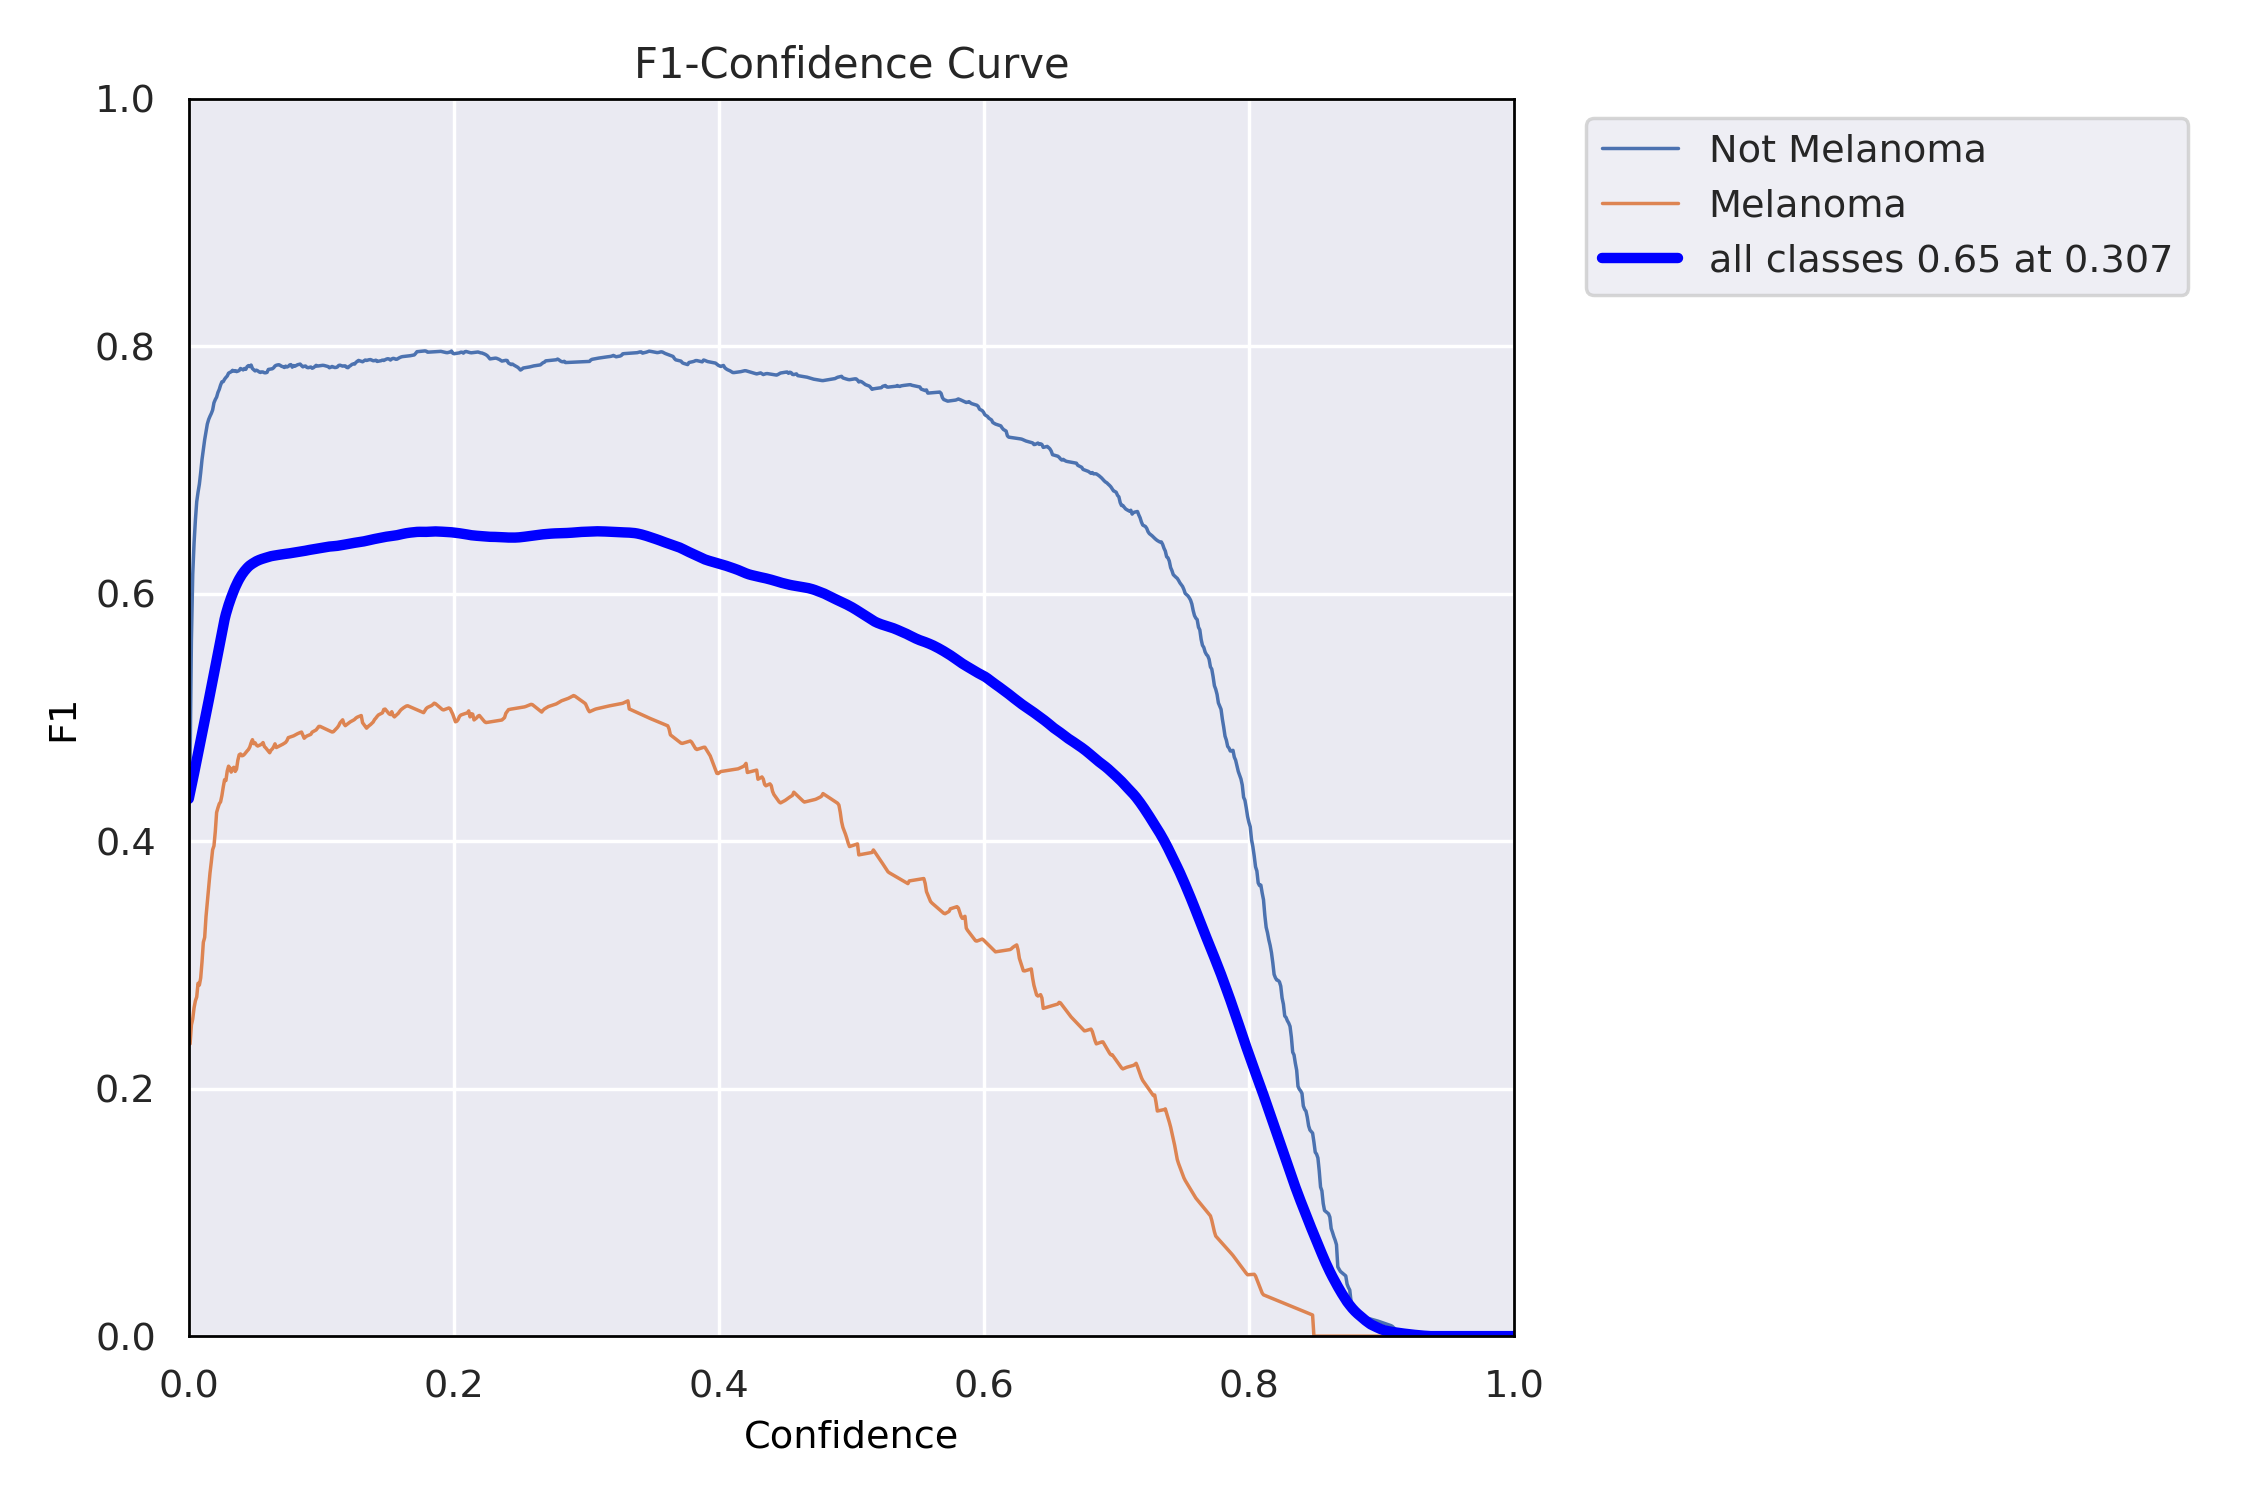 F1-Confidence Curve
1.0
0.8
0.6
0.4
0.2
0.0
F1
0.0 0.2 0.4 0.6 0.8 1.0
Confidence
Not Melanoma
Melanoma
all classes 0.65 at 0.307